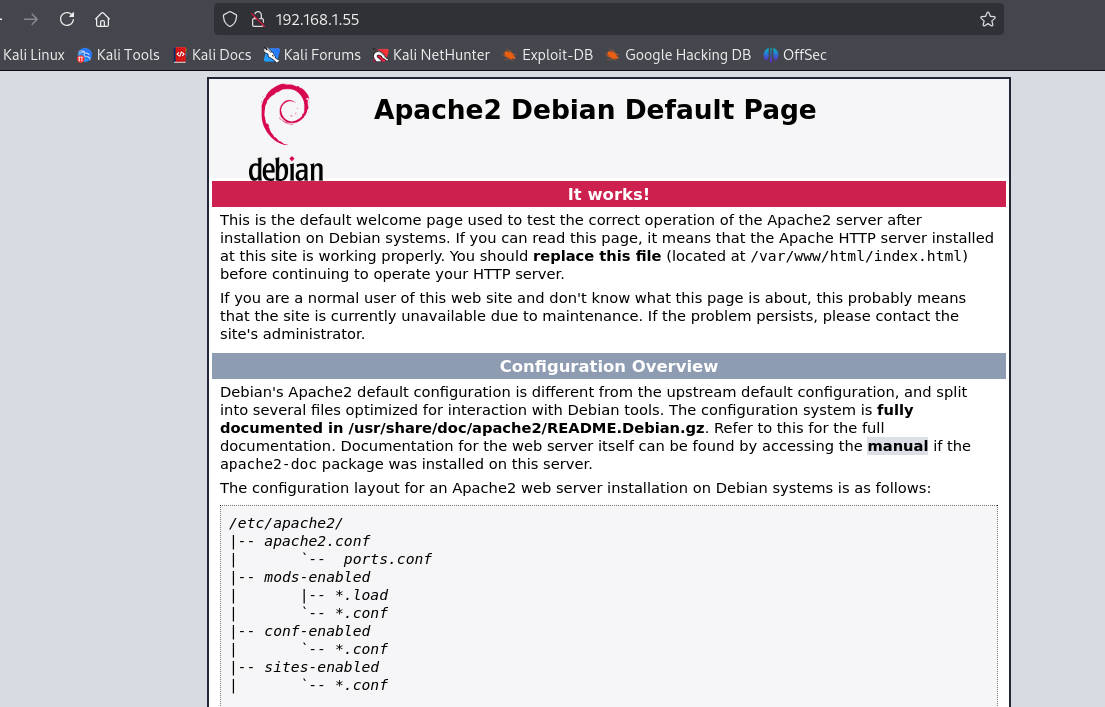 192.168.1.55
Kali Linux Kali Tools Kali Docs Kali Forums Kali NetHunter Exploit-DB Google Hacking DB OffSec
debian
Apache2 Debian Default Page
It works!
This is the default welcome page used to test the correct operation of the Apache2 server after
installation on Debian systems. If you can read this page, it means that the Apache HTTP server installed
at this site is working properly. You should replace this file (located at /var/www/html/index.html)
before continuing to operate your HTTP server.
If you are a normal user of this web site and don't know what this page is about, this probably means
that the site is currently unavailable due to maintenance. If the problem persists, please contact the
site's administrator.
Configuration Overview
Debian's Apache2 default configuration is different from the upstream default configuration, and split
into several files optimized for interaction with Debian tools. The configuration system is fully
documented in /usr/share/doc/apache2/README.Debian.gz. Refer to this for the full
documentation. Documentation for the web server itself can be found by accessing the manual if the
apache2-doc package was installed on this server.
The configuration layout for an Apache2 web server installation on Debian systems is as follows:
/etc/apache2/
|-- apache2.conf
|       `--  ports.conf
|-- mods-enabled
|       |-- *.load
|       `-- *.conf
|-- conf-enabled
|       `-- *.conf
|-- sites-enabled
|       `-- *.conf